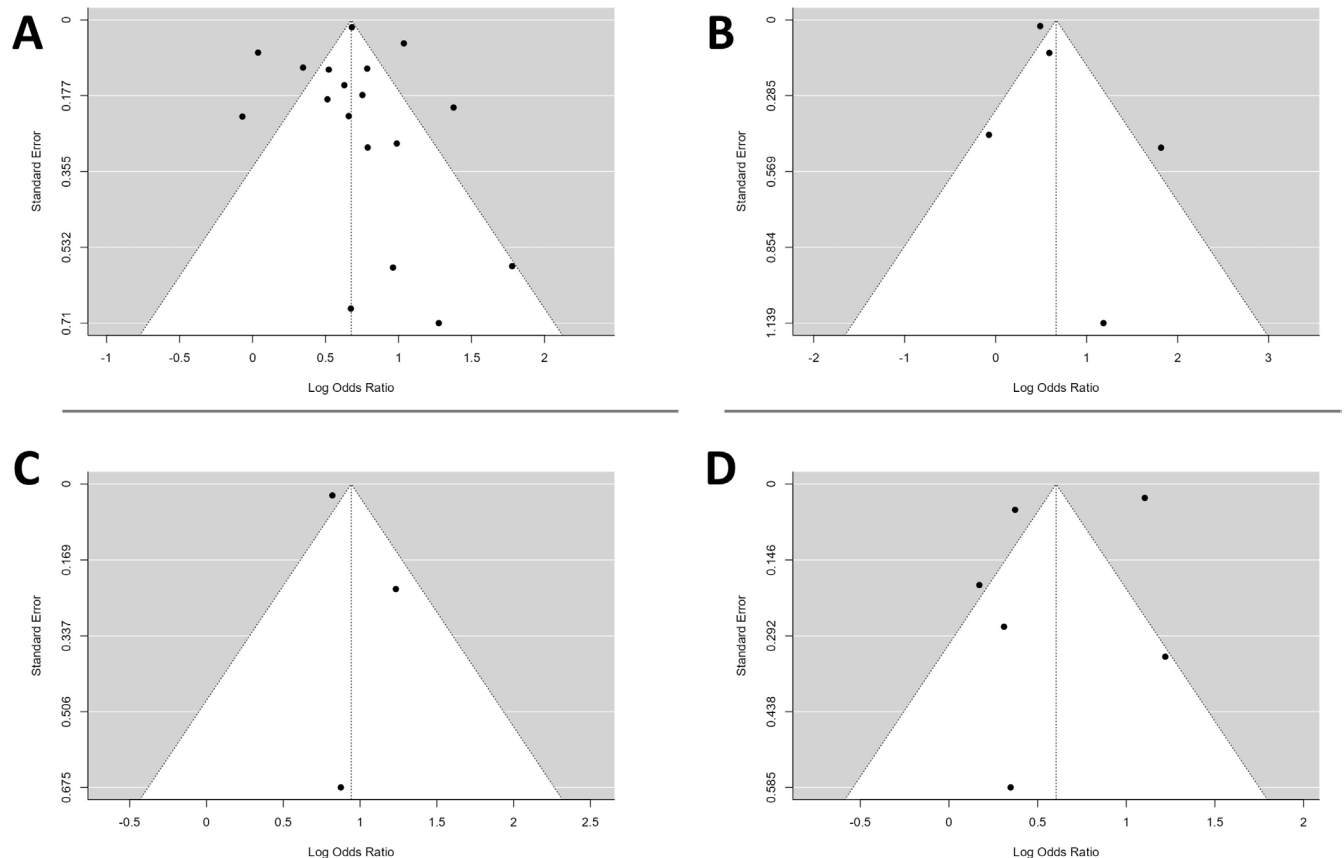 A
0
0.177
0.355
0.532
0.71
Standard Error
-1 -0.5 0 0.5 1 1.5 2
Log Odds Ratio
B
0
0.285
0.569
0.854
1.139
Standard Error
-2 -1 0 1 2 3
Log Odds Ratio
C
0
0.169
0.337
0.506
0.675
Standard Error
-0.5 0 0.5 1 1.5 2 2.5
Log Odds Ratio
D
0
0.146
0.292
0.438
0.585
Standard Error
-0.5 0 0.5 1 1.5 2
Log Odds Ratio